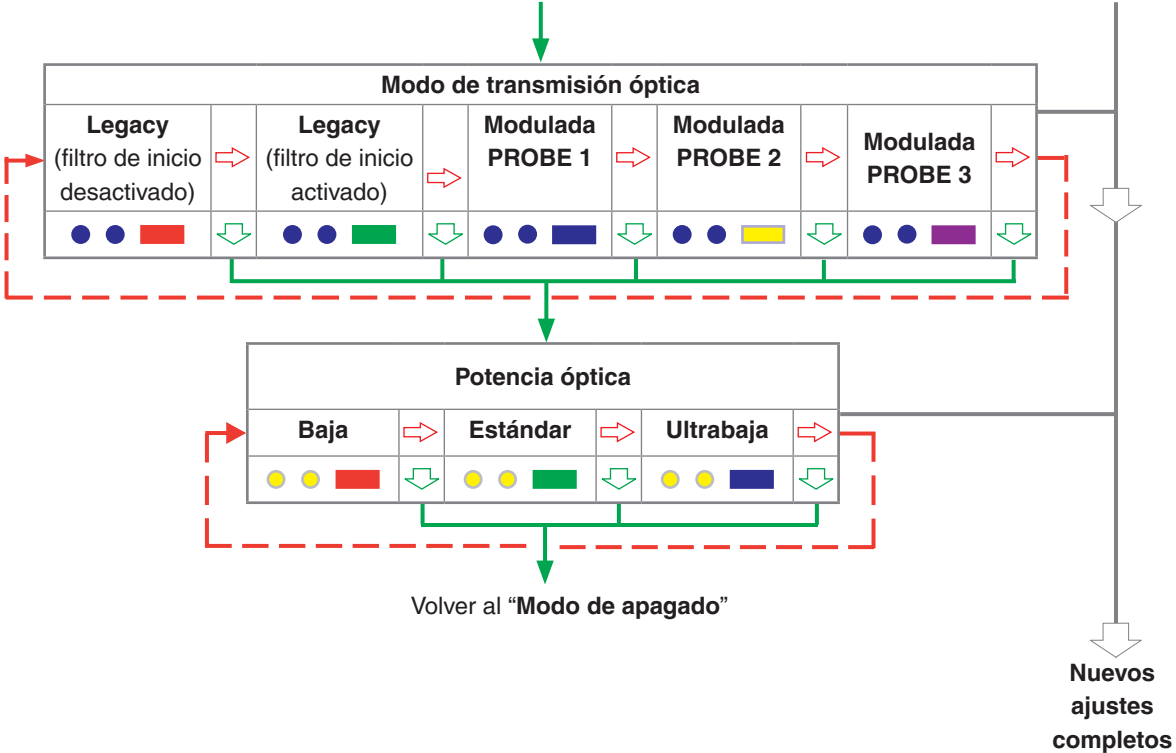 Modo de transmisión óptica
Legacy
(filtro de inicio
desactivado)
Legacy
(filtro de inicio
activado)
Modulada
PROBE 1
Modulada
PROBE 2
Modulada
PROBE 3
Potencia óptica
Baja
Estándar
Ultrabaja
Volver al “Modo de apagado”
Nuevos
ajustes
completos